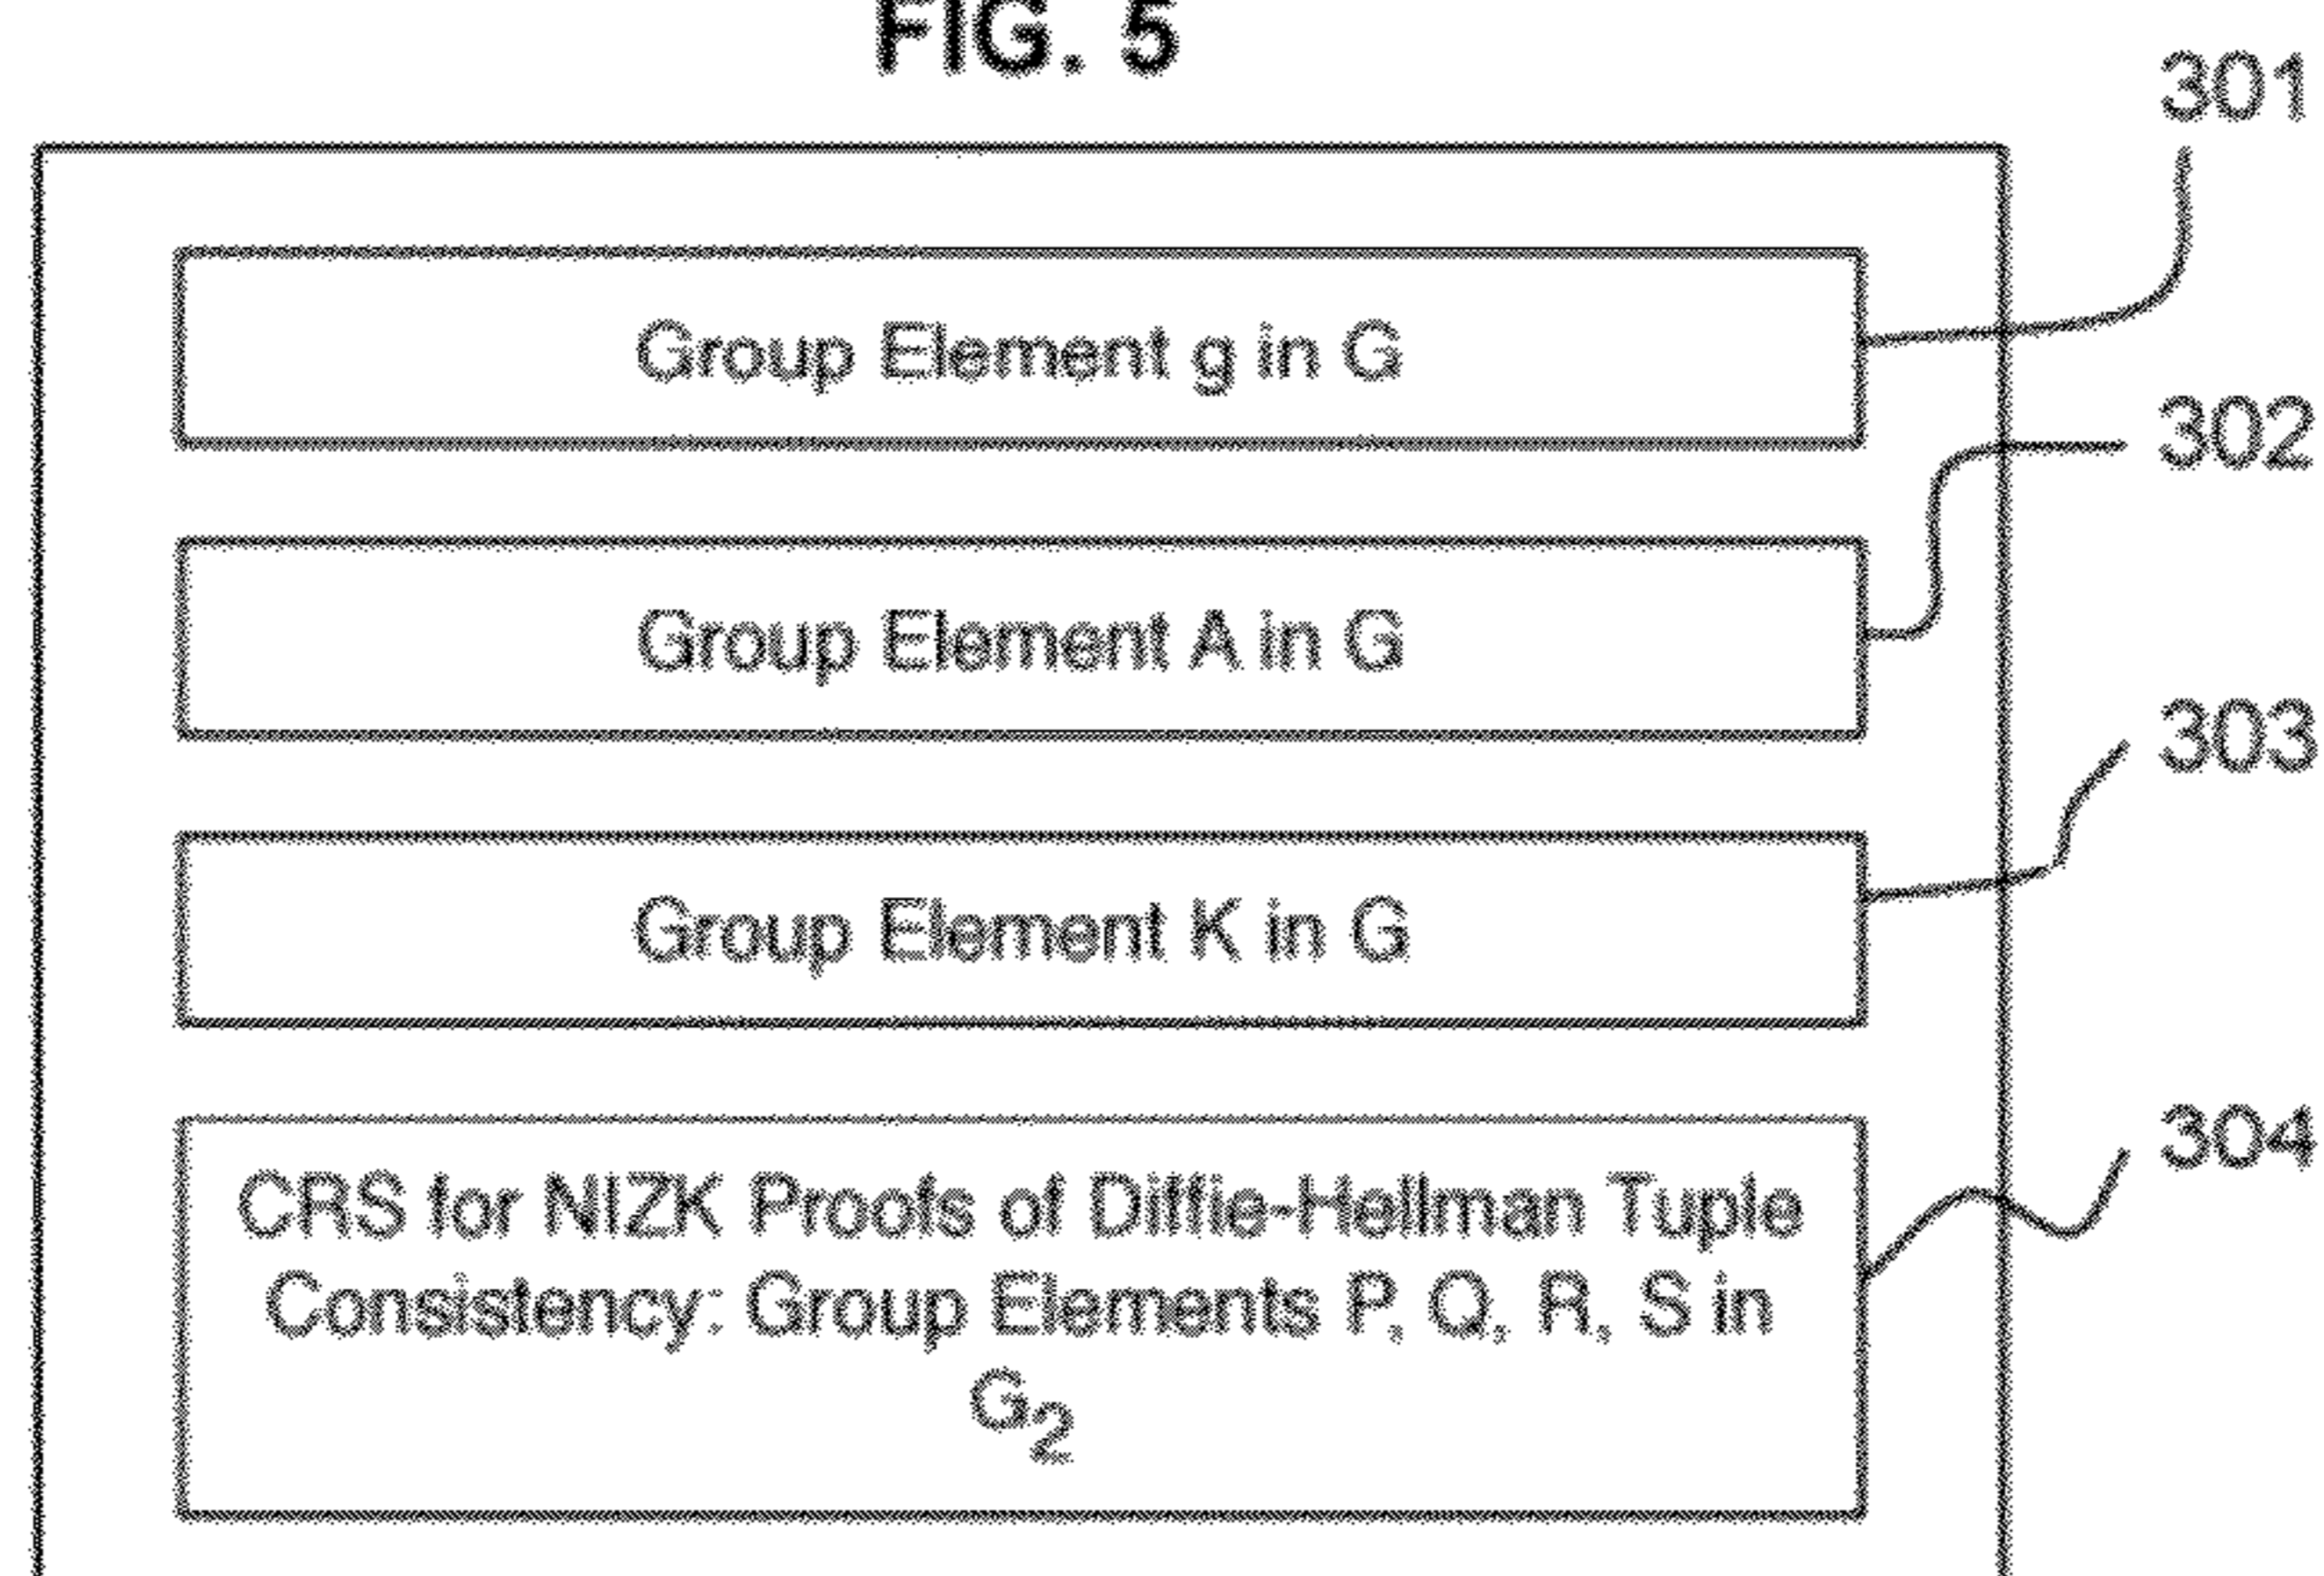 FIG. 5
301
Group Element g in G
302
Group Element A in G
303
Group Element K in G
304
CRS for NIZK Proofs of Diffie-Hellman Tuple
Consistency: Group Elements P, Q, R, S in
G₂